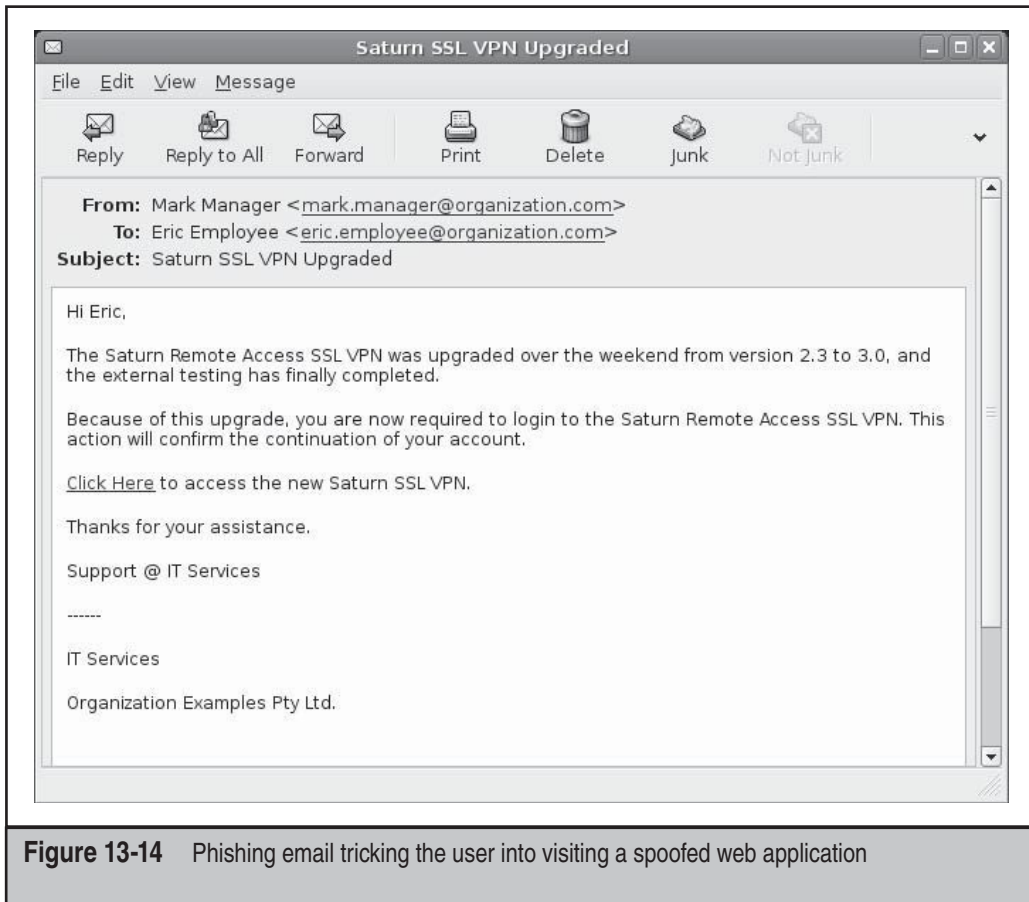 Saturn SSL VPN Upgraded
File Edit View Message
Reply Reply to All Forward Print Delete Junk Not Junk
From: Mark Manager <mark.manager@organization.com>
To: Eric Employee <eric.employee@organization.com>
Subject: Saturn SSL VPN Upgraded
Hi Eric,
The Saturn Remote Access SSL VPN was upgraded over the weekend from version 2.3 to 3.0, and
the external testing has finally completed.
Because of this upgrade, you are now required to login to the Saturn Remote Access SSL VPN. This
action will confirm the continuation of your account.
Click Here to access the new Saturn SSL VPN.
Thanks for your assistance.
Support @ IT Services
------
IT Services
Organization Examples Pty Ltd.
Figure 13-14 Phishing email tricking the user into visiting a spoofed web application